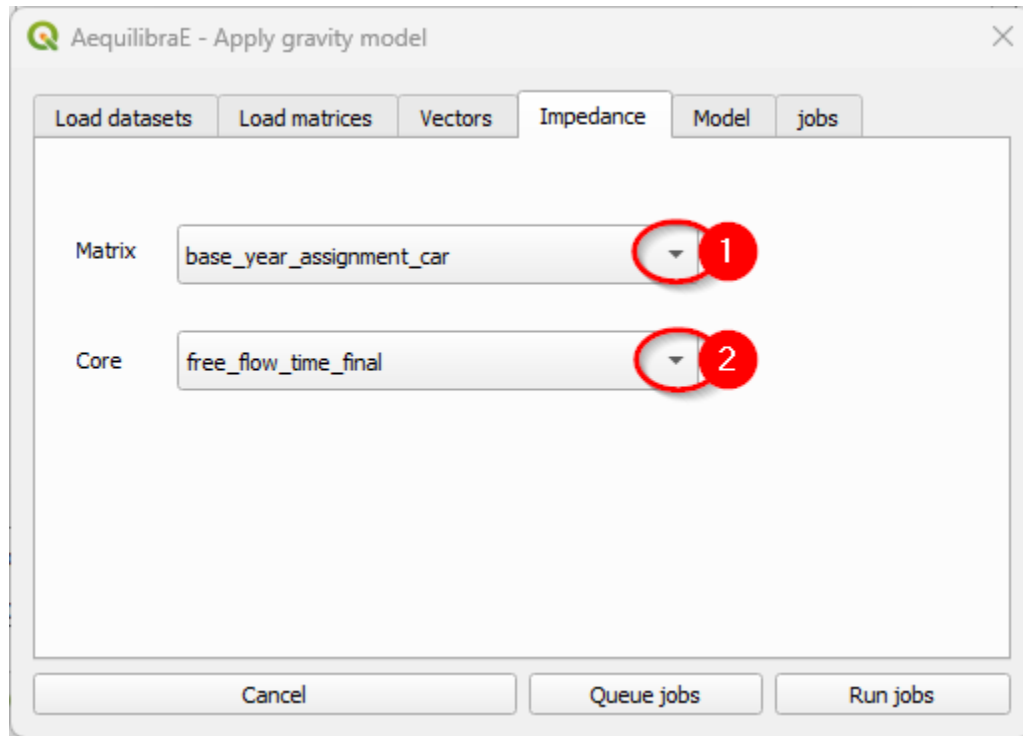 AequilibraE - Apply gravity model
Load datasets Load matrices Vectors Impedance Model jobs
Matrix base_year_assignment_car 1
Core free_flow_time_final 2
Cancel Queue jobs Run jobs